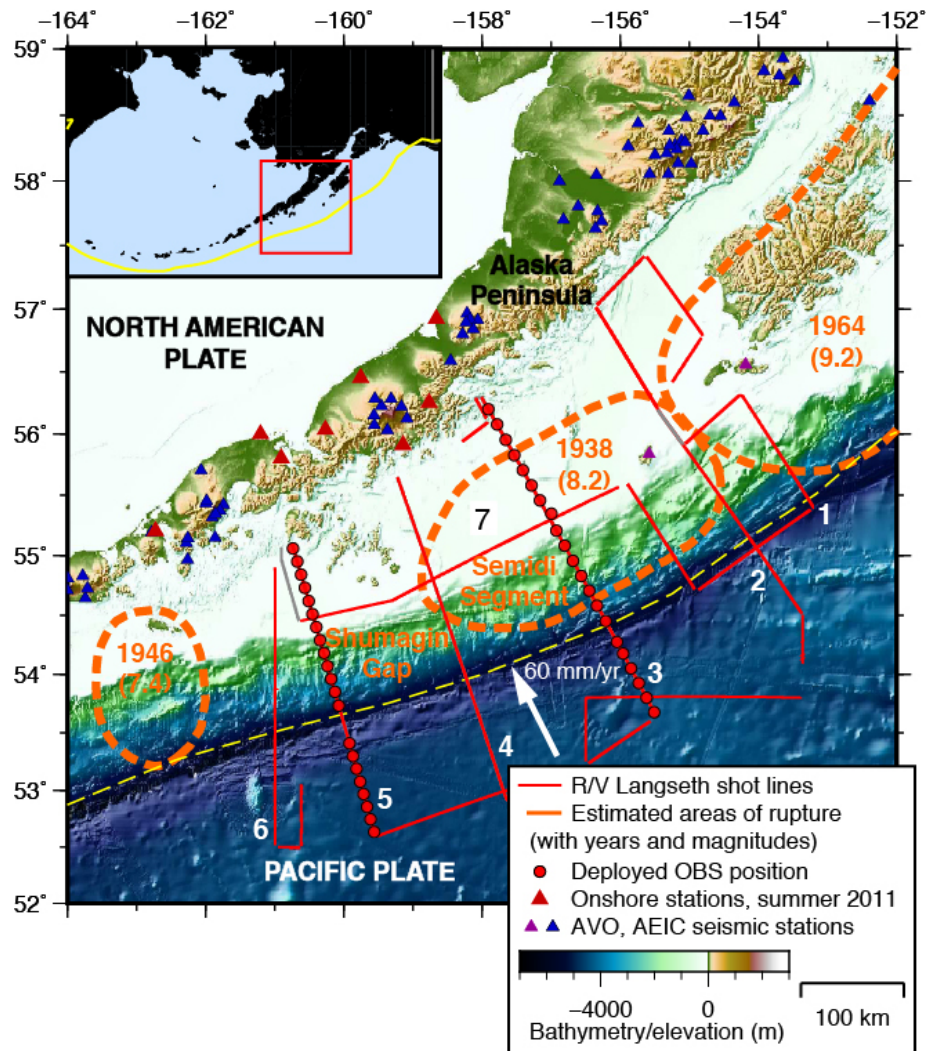 −164° −162° −160° −158° −156° −154° −152°
59°
58°
57°
56°
55°
54°
53°
52°
Alaska
Peninsula
NORTH AMERICAN
PLATE
1964
(9.2)
1938
(8.2)
7
Semidi
Segment
1
2
Shumagin
Gap
1946
(7.4)
60 mm/yr
3
4
5
6
PACIFIC PLATE
R/V Langseth shot lines
Estimated areas of rupture
(with years and magnitudes)
Deployed OBS position
Onshore stations, summer 2011
AVO, AEIC seismic stations
−4000 0
Bathymetry/elevation (m)
100 km